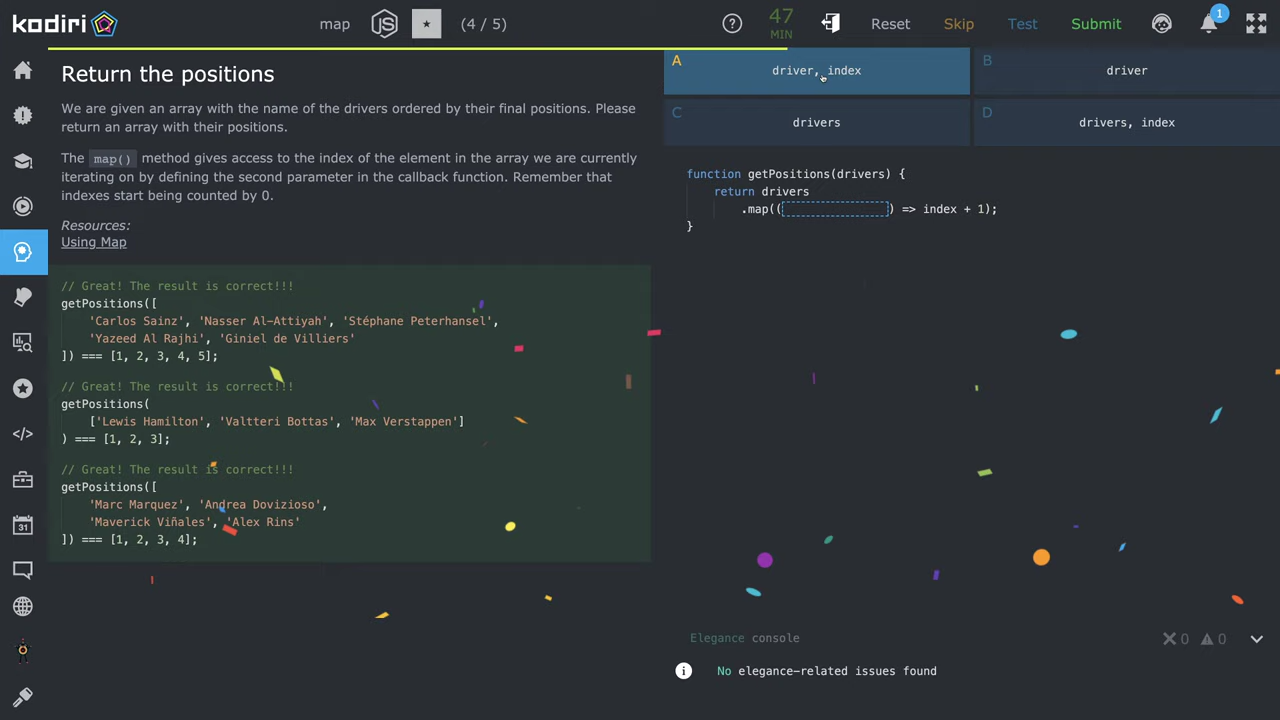 kodiri
map
JS
★
(4 / 5)
?
47
MIN
Reset
Skip
Test
Submit
1
Return the positions
We are given an array with the name of the drivers ordered by their final positions. Please
return an array with their positions.
The map() method gives access to the index of the element in the array we are currently
iterating on by defining the second parameter in the callback function. Remember that
indexes start being counted by 0.
Resources:
Using Map
// Great! The result is correct!!!
getPositions([
'Carlos Sainz', 'Nasser Al-Attiyah', 'Stéphane Peterhansel',
'Yazeed Al Rajhi', 'Giniel de Villiers'
]) === [1, 2, 3, 4, 5];
// Great! The result is correct!!!
getPositions(
['Lewis Hamilton', 'Valtteri Bottas', 'Max Verstappen']
) === [1, 2, 3];
// Great! The result is correct!!!
getPositions([
'Marc Marquez', 'Andrea Dovizioso',
'Maverick Viñales', 'Alex Rins'
]) === [1, 2, 3, 4];
A
driver, index
B
driver
C
drivers
D
drivers, index
function getPositions(drivers) {
return drivers
.map(( ) => index + 1);
}
Elegance console
0
0
No elegance-related issues found
31